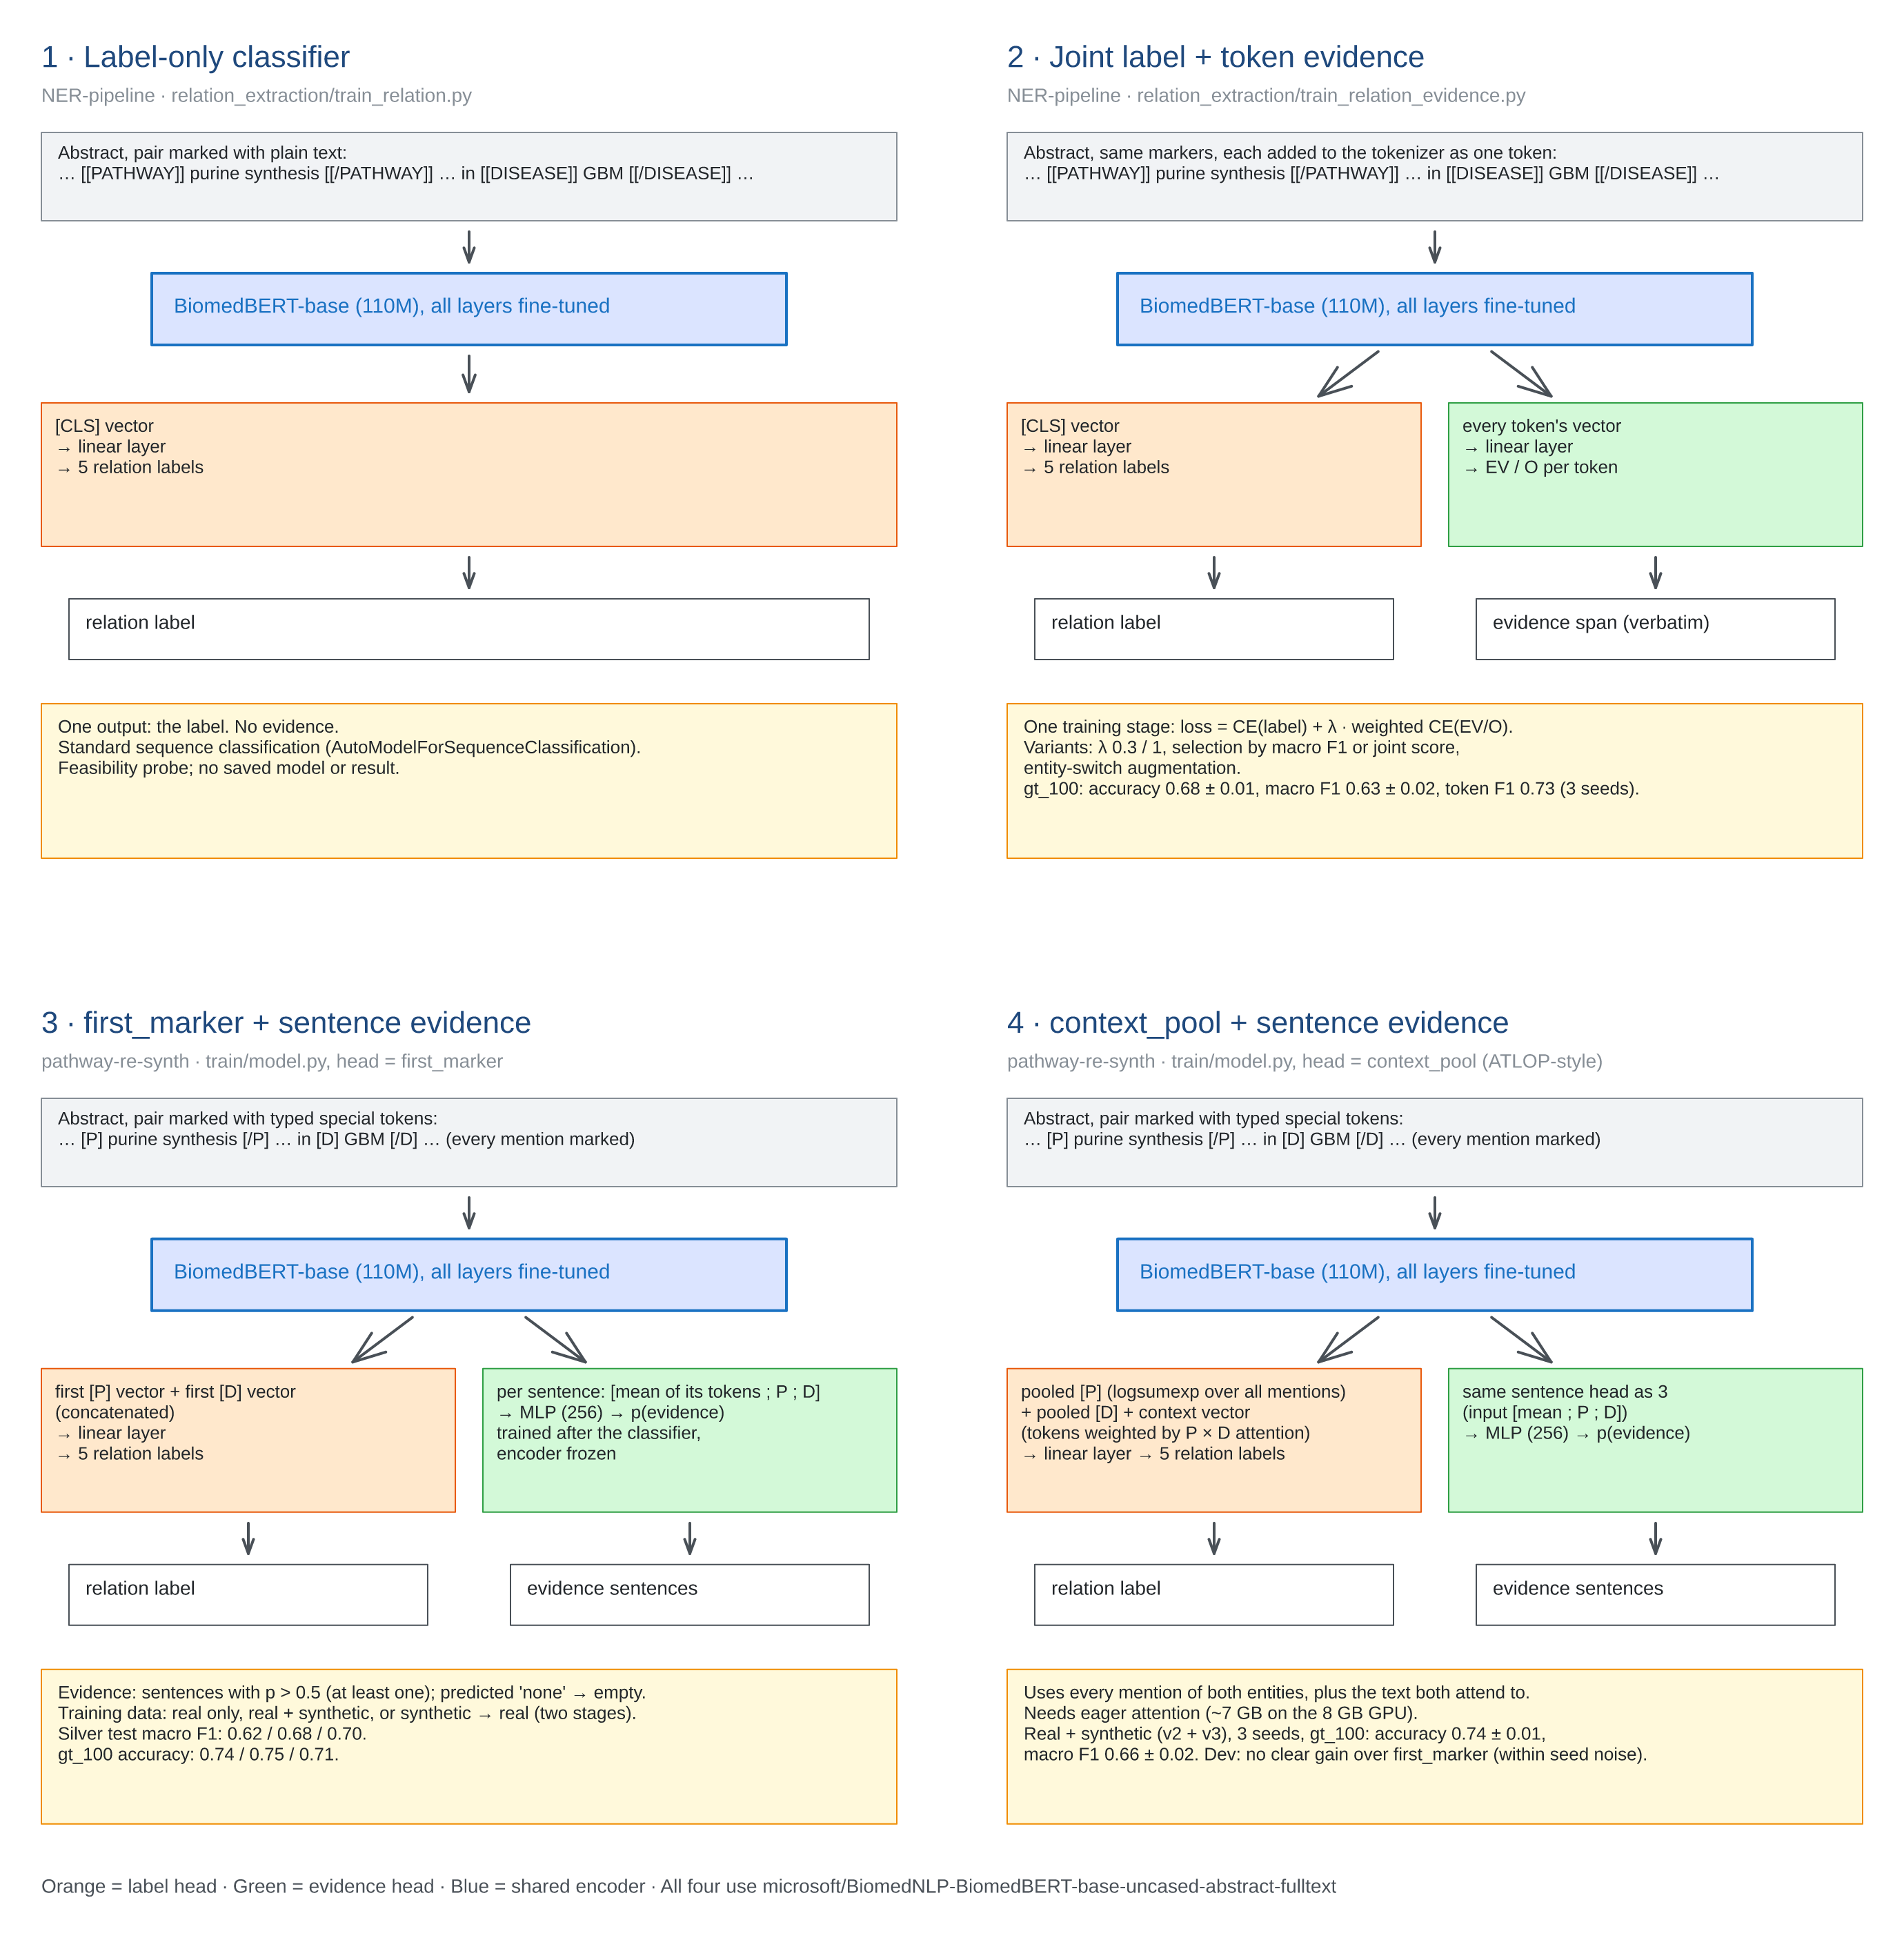 1 · Label-only classifier
NER-pipeline · relation_extraction/train_relation.py
Abstract, pair marked with plain text:
… [[PATHWAY]] purine synthesis [[/PATHWAY]] … in [[DISEASE]] GBM [[/DISEASE]] …
BiomedBERT-base (110M), all layers fine-tuned
[CLS] vector
→ linear layer
→ 5 relation labels
relation label
One output: the label. No evidence.
Standard sequence classification (AutoModelForSequenceClassification).
Feasibility probe; no saved model or result.
2 · Joint label + token evidence
NER-pipeline · relation_extraction/train_relation_evidence.py
Abstract, same markers, each added to the tokenizer as one token:
… [[PATHWAY]] purine synthesis [[/PATHWAY]] … in [[DISEASE]] GBM [[/DISEASE]] …
BiomedBERT-base (110M), all layers fine-tuned
[CLS] vector
→ linear layer
→ 5 relation labels
every token's vector
→ linear layer
→ EV / O per token
relation label
evidence span (verbatim)
One training stage: loss = CE(label) + λ · weighted CE(EV/O).
Variants: λ 0.3 / 1, selection by macro F1 or joint score,
entity-switch augmentation.
gt_100: accuracy 0.68 ± 0.01, macro F1 0.63 ± 0.02, token F1 0.73 (3 seeds).
3 · first_marker + sentence evidence
pathway-re-synth · train/model.py, head = first_marker
Abstract, pair marked with typed special tokens:
… [P] purine synthesis [/P] … in [D] GBM [/D] … (every mention marked)
BiomedBERT-base (110M), all layers fine-tuned
first [P] vector + first [D] vector
(concatenated)
→ linear layer
→ 5 relation labels
per sentence: [mean of its tokens ; P ; D]
→ MLP (256) → p(evidence)
trained after the classifier,
encoder frozen
relation label
evidence sentences
Evidence: sentences with p > 0.5 (at least one); predicted 'none' → empty.
Training data: real only, real + synthetic, or synthetic → real (two stages).
Silver test macro F1: 0.62 / 0.68 / 0.70.
gt_100 accuracy: 0.74 / 0.75 / 0.71.
4 · context_pool + sentence evidence
pathway-re-synth · train/model.py, head = context_pool (ATLOP-style)
Abstract, pair marked with typed special tokens:
… [P] purine synthesis [/P] … in [D] GBM [/D] … (every mention marked)
BiomedBERT-base (110M), all layers fine-tuned
pooled [P] (logsumexp over all mentions)
+ pooled [D] + context vector
(tokens weighted by P × D attention)
→ linear layer → 5 relation labels
same sentence head as 3
(input [mean ; P ; D])
→ MLP (256) → p(evidence)
relation label
evidence sentences
Uses every mention of both entities, plus the text both attend to.
Needs eager attention (~7 GB on the 8 GB GPU).
Real + synthetic (v2 + v3), 3 seeds, gt_100: accuracy 0.74 ± 0.01,
macro F1 0.66 ± 0.02. Dev: no clear gain over first_marker (within seed noise).
Orange = label head · Green = evidence head · Blue = shared encoder · All four use microsoft/BiomedNLP-BiomedBERT-base-uncased-abstract-fulltext